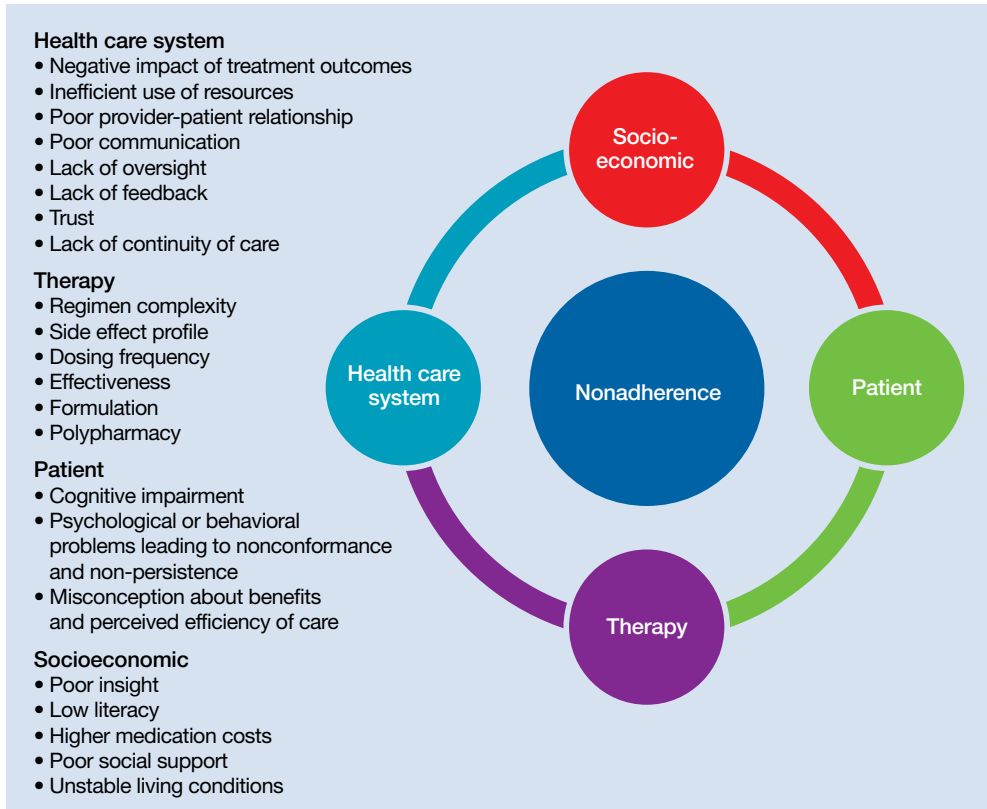 Health care system
• Negative impact of treatment outcomes
• Inefficient use of resources
• Poor provider-patient relationship
• Poor communication
• Lack of oversight
• Lack of feedback
• Trust
• Lack of continuity of care
Therapy
• Regimen complexity
• Side effect profile
• Dosing frequency
• Effectiveness
• Formulation
• Polypharmacy
Patient
• Cognitive impairment
• Psychological or behavioral
problems leading to nonconformance
and non-persistence
• Misconception about benefits
and perceived efficiency of care
Socioeconomic
• Poor insight
• Low literacy
• Higher medication costs
• Poor social support
• Unstable living conditions
Socio-
economic
Health care
system
Nonadherence
Patient
Therapy